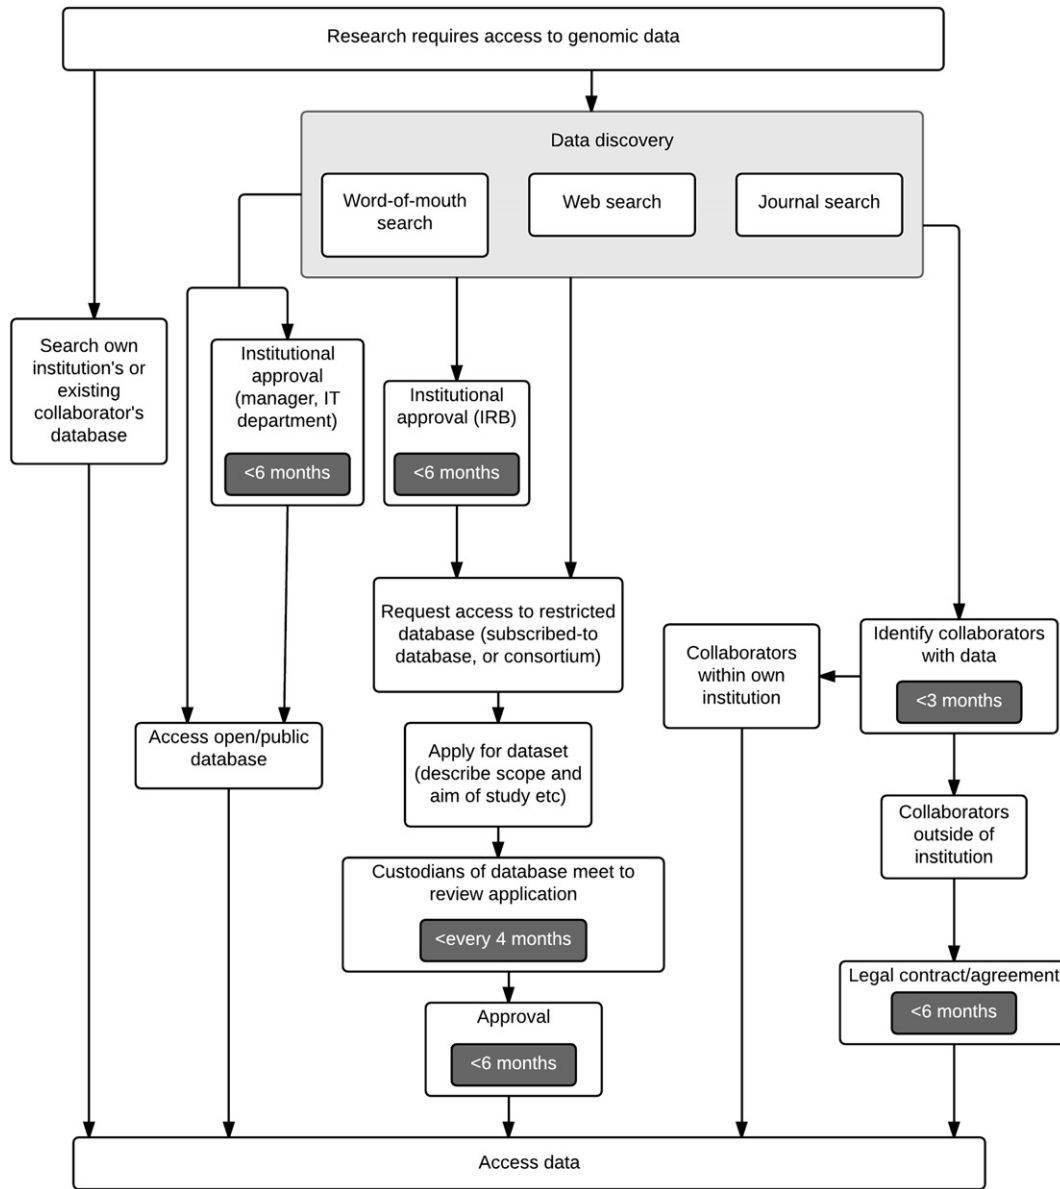 Research requires access to genomic data
Data discovery
Word-of-mouth
search
Web search
Journal search
Search own
institution's or
existing
collaborator's
database
Institutional
approval
(manager, IT
department)
<6 months
Institutional
approval (IRB)
<6 months
Request access to restricted
database (subscribed-to
database, or consortium)
Collaborators
within own
institution
Identify collaborators
with data
<3 months
Access open/public
database
Apply for dataset
(describe scope and
aim of study etc)
Collaborators
outside of
institution
Custodians of database meet to
review application
<every 4 months
Legal contract/agreement
<6 months
Approval
<6 months
Access data